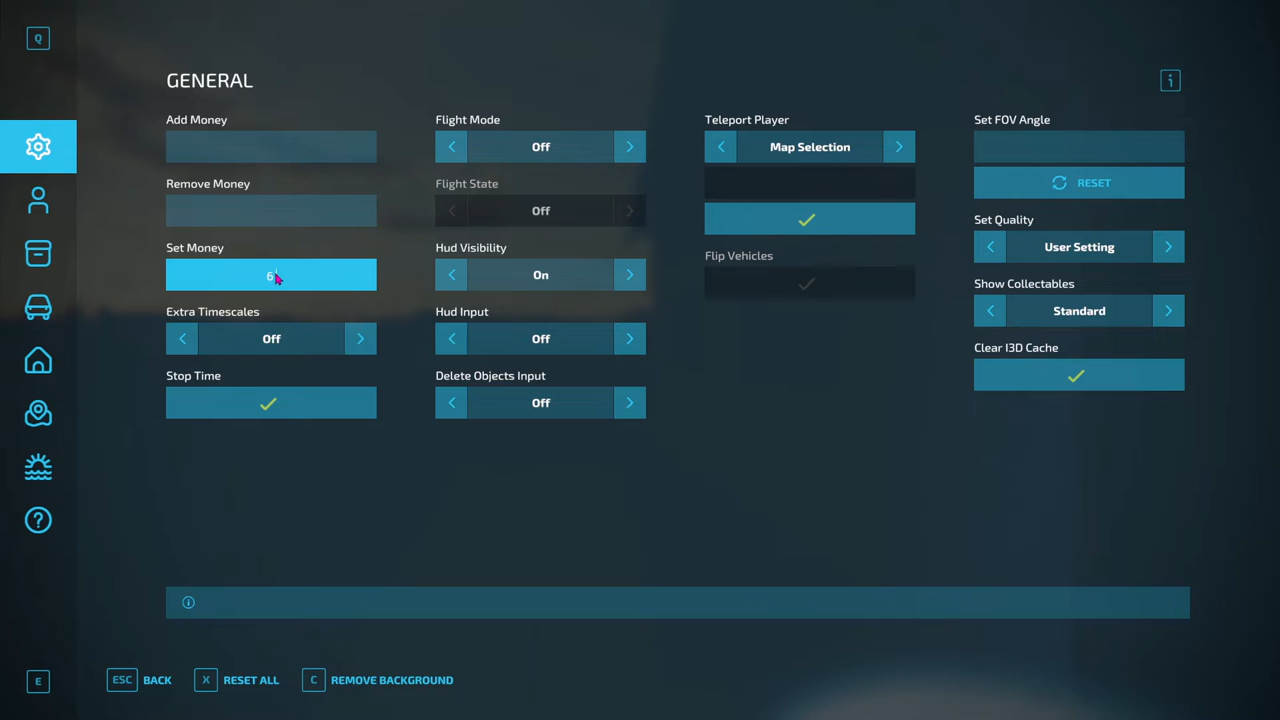 Q
GENERAL
i
Add Money
Flight Mode
Teleport Player
Set FOV Angle
Off
Map Selection
Remove Money
Flight State
RESET
Off
Set Money
Hud Visibility
Flip Vehicles
Set Quality
6
On
User Setting
Extra Timescales
Hud Input
Show Collectables
Off
Off
Standard
Stop Time
Delete Objects Input
Clear I3D Cache
Off
E
ESC BACK X RESET ALL C REMOVE BACKGROUND